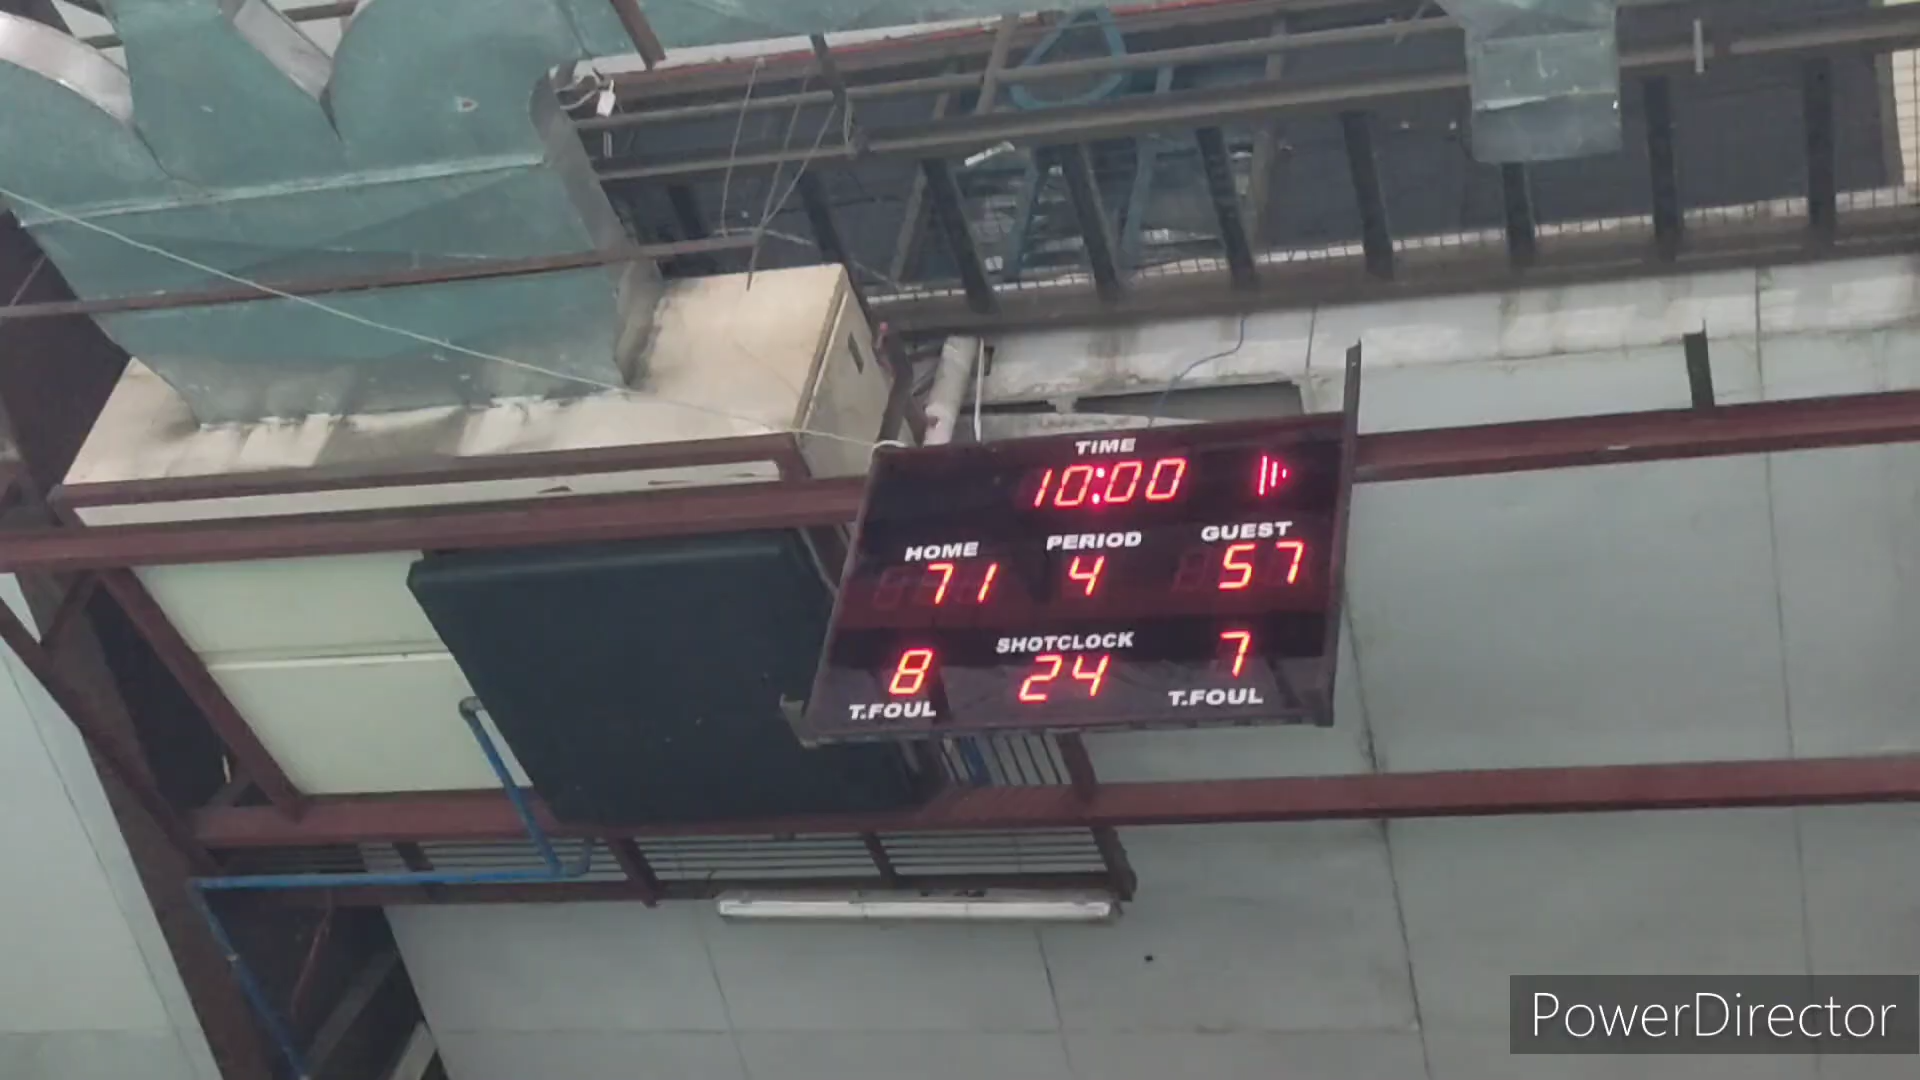 TIME
10:00
HOME PERIOD GUEST
71 4 57
SHOTCLOCK
8 24 7
T.FOUL T.FOUL
PowerDirector